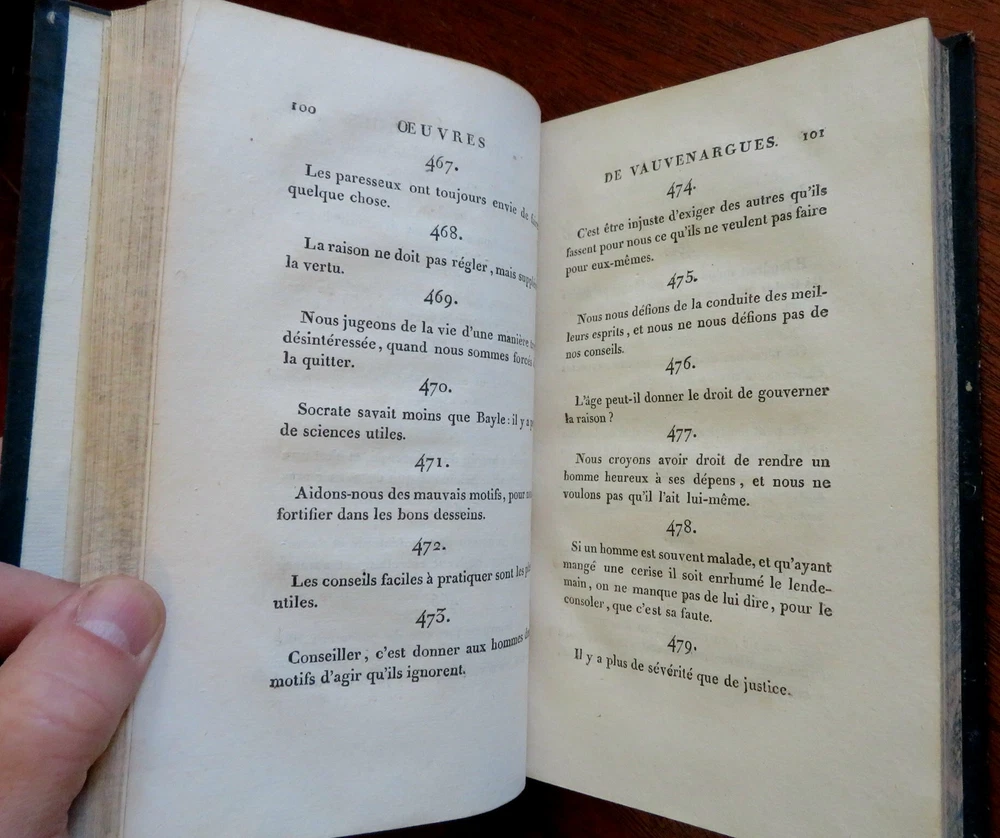 100
ŒUVRES
467.
Les paresseux ont toujours envie de
quelque chose.
468.
La raison ne doit pas régler, mais
la vertu.
469.
Nous jugeons de la vie d'une manière
désintéressée, quand nous sommes forcés
la quitter.
470.
Socrate savait moins que Bayle : il y a
de sciences utiles.
471.
Aidons-nous des mauvais motifs, pour
fortifier dans les bons desseins.
472.
Les conseils faciles à pratiquer sont les
utiles.
473.
Conseiller, c'est donner aux hommes
motifs d'agir qu'ils ignorent.
DE VAUVENARGUES. 101
474.
C'est être injuste d'exiger des autres qu'ils
fassent pour nous ce qu'ils ne veulent pas faire
pour eux-mêmes.
475.
Nous nous défions de la conduite des meil-
leurs esprits, et nous ne nous défions pas de
nos conseils.
476.
L'âge peut-il donner le droit de gouverner
la raison ?
477.
Nous croyons avoir droit de rendre un
homme heureux à ses dépens, et nous ne
voulons pas qu'il l'ait lui-même.
478.
Si un homme est souvent malade, et qu'ayant
mangé une cerise il soit enrhumé le lende-
main, on ne manque pas de lui dire, pour le
consoler, que c'est sa faute.
479.
Il y a plus de sévérité que de justice.